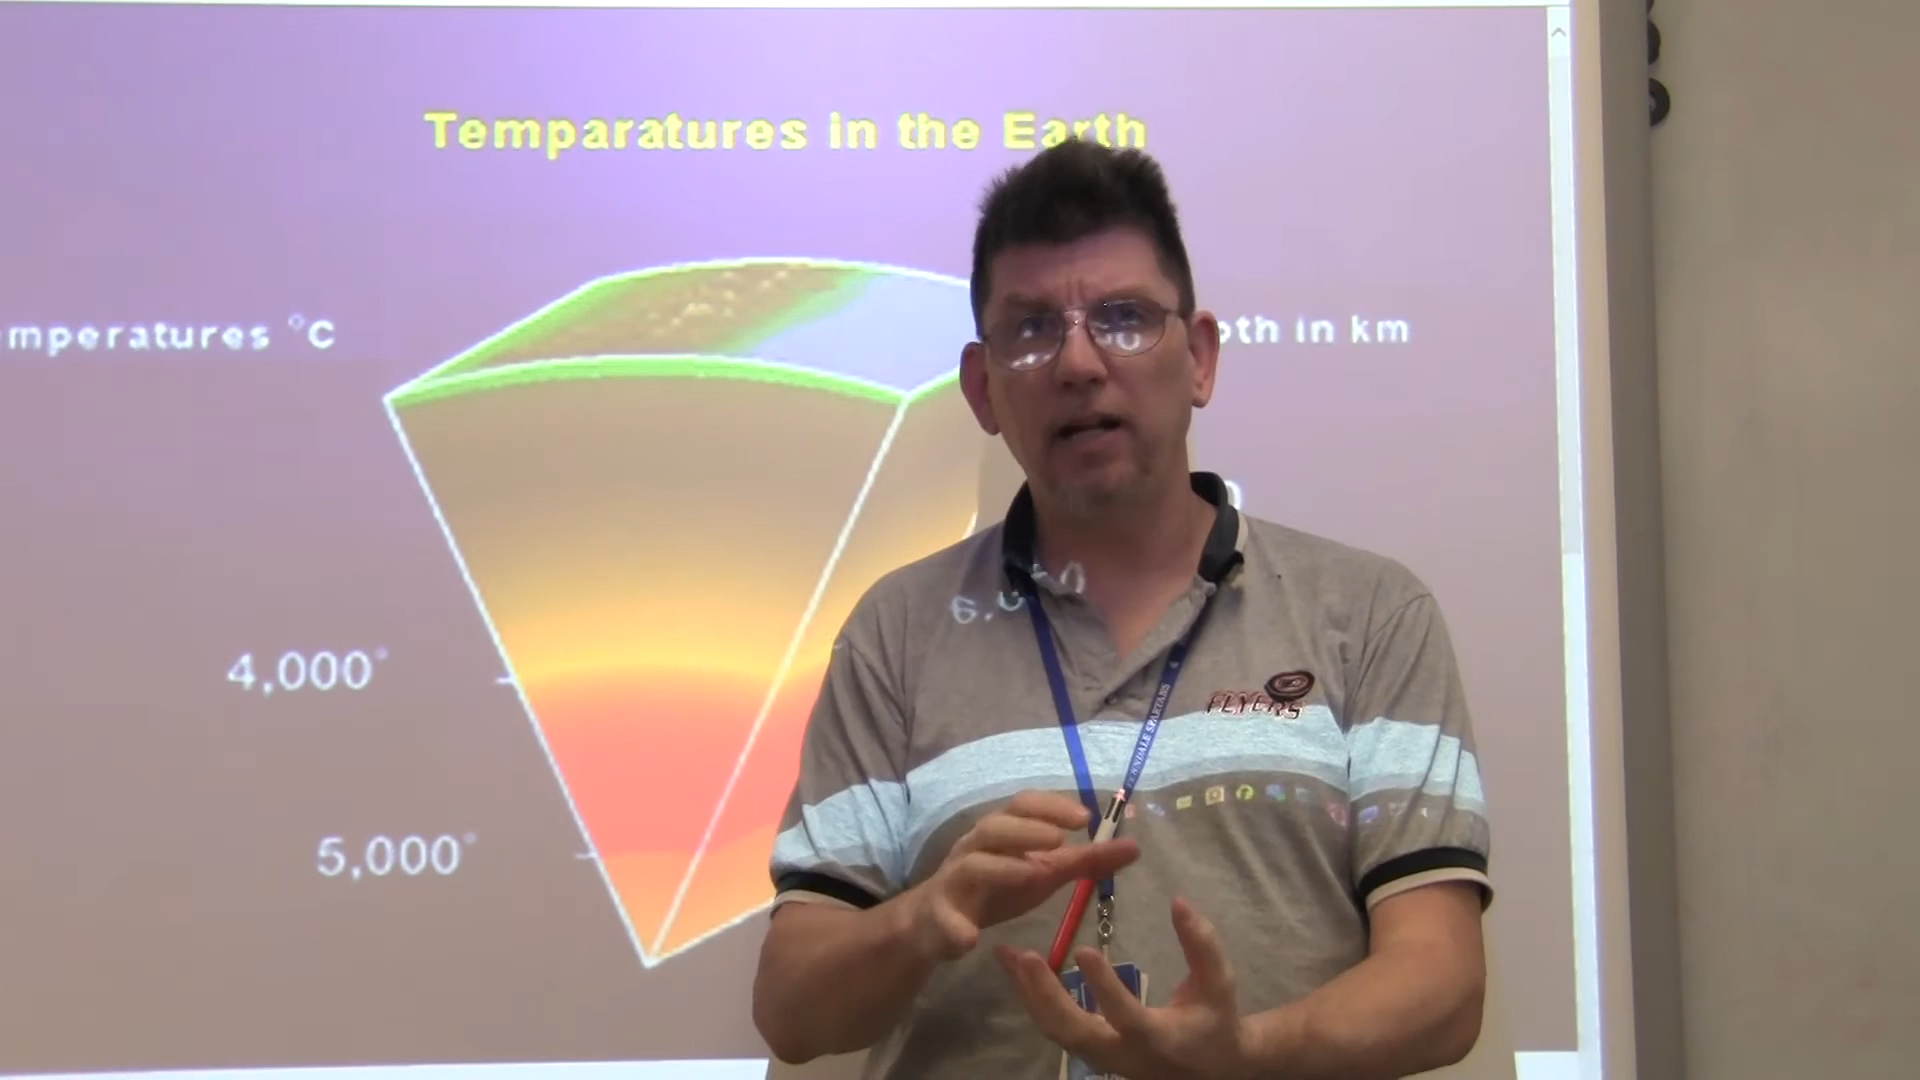 Temparatures in the Earth
mperatures °C
pth in km
4,000°
5,000°
FLYERS